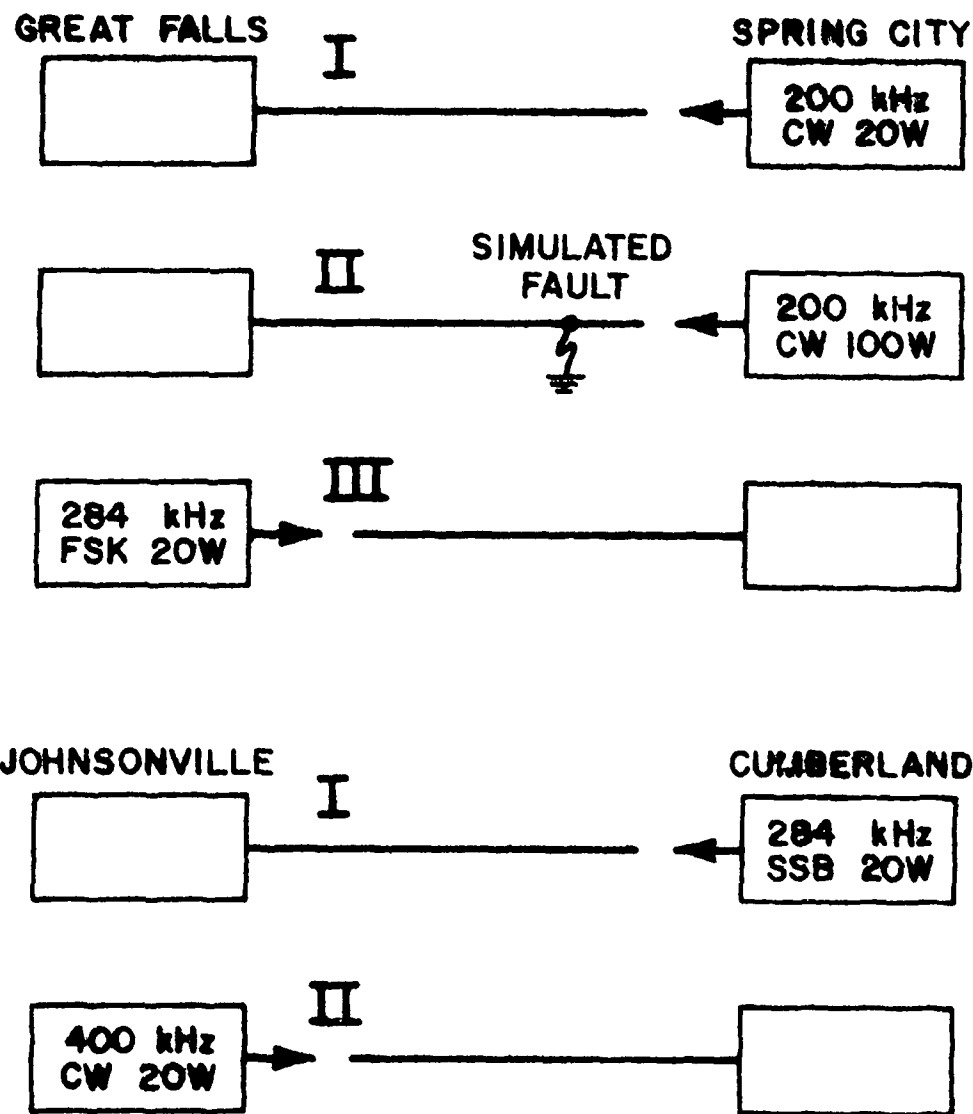 GREAT FALLS
I
SPRING CITY
200 kHz
CW 20W
II
SIMULATED
FAULT
200 kHz
CW 100W
284 kHz
FSK 20W
III
JOHNSONVILLE
I
CUMBERLAND
284 kHz
SSB 20W
400 kHz
CW 20W
II